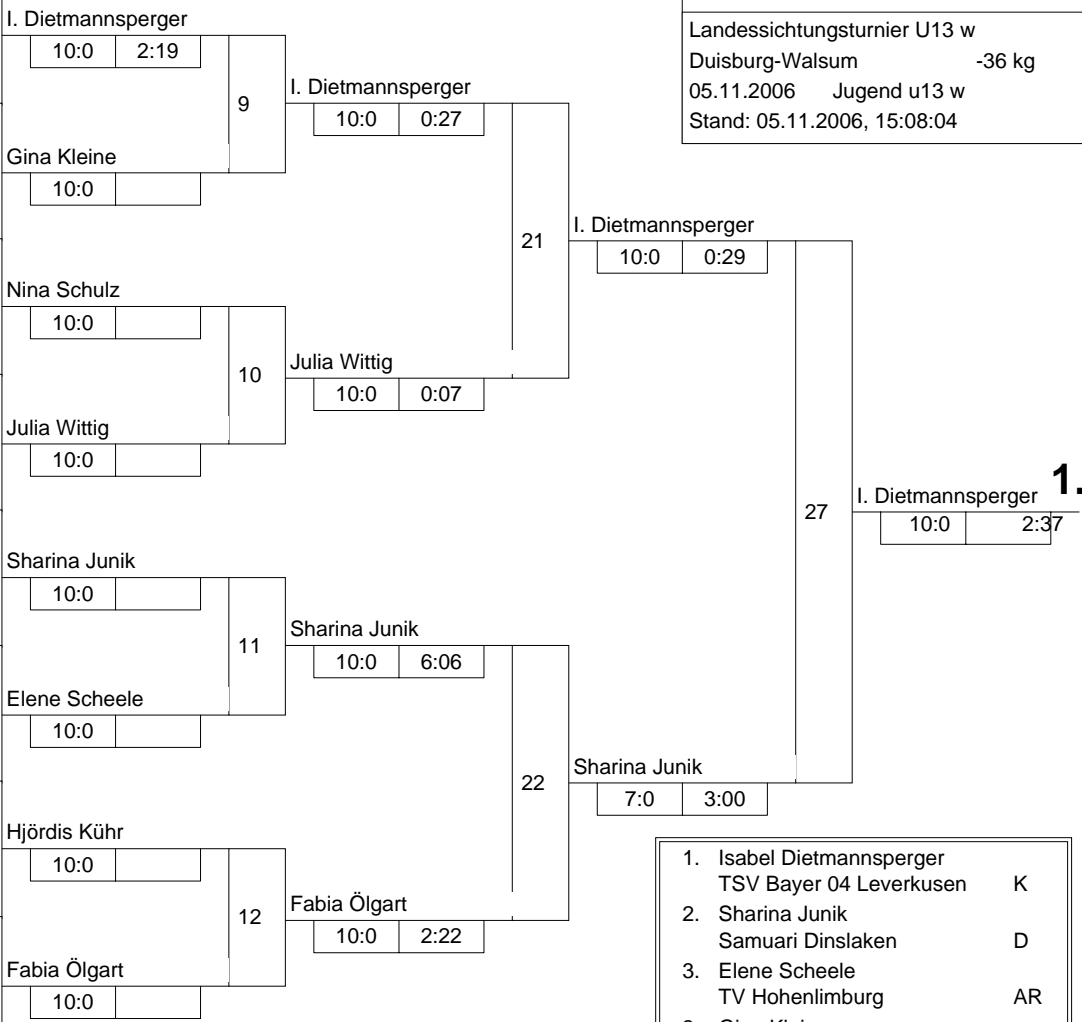 Landessichtungsturnier U13 w
Duisburg-Walsum -36 kg
05.11.2006 Jugend u13 w
Stand: 05.11.2006, 15:08:04
I. Dietmannsperger
10:0 2:19
9
I. Dietmannsperger
10:0 0:27
Gina Kleine
10:0
21
I. Dietmannsperger
10:0 0:29
Nina Schulz
10:0
10
Julia Wittig
10:0 0:07
Julia Wittig
10:0
27
I. Dietmannsperger 1.
10:0 2:37
Sharina Junik
10:0
11
Sharina Junik
10:0 6:06
Elene Scheele
10:0
22
Sharina Junik
7:0 3:00
Hjördis Kühr
10:0
12
Fabia Ölgart
10:0 2:22
Fabia Ölgart
10:0
1. Isabel Dietmannsperger
TSV Bayer 04 Leverkusen K
2. Sharina Junik
Samuari Dinslaken D
3. Elene Scheele
TV Hohenlimburg AR